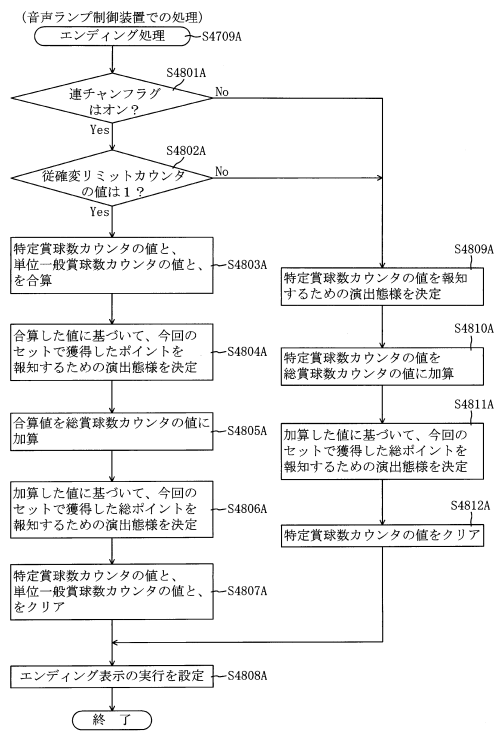 （音声ランプ制御装置での処理）
エンディング処理
S4709A
S4801A
連チャンフラグ
はオン？
No
Yes
S4802A
従確変リミットカウンタ
の値は１？
No
Yes
特定賞球数カウンタの値と、
単位一般賞球数カウンタの値と、
を合算
S4803A
合算した値に基づいて、今回の
セットで獲得したポイントを
報知するための演出態様を決定
S4804A
合算値を総賞球数カウンタの値に
加算
S4805A
加算した値に基づいて、今回の
セットで獲得した総ポイントを
報知するための演出態様を決定
S4806A
特定賞球数カウンタの値と、
単位一般賞球数カウンタの値と、
をクリア
S4807A
S4809A
特定賞球数カウンタの値を報知
するための演出態様を決定
S4810A
特定賞球数カウンタの値を
総賞球数カウンタの値に加算
S4811A
加算した値に基づいて、今回の
セットで獲得した総ポイントを
報知するための演出態様を決定
S4812A
特定賞球数カウンタの値をクリア
エンディング表示の実行を設定
S4808A
終 了